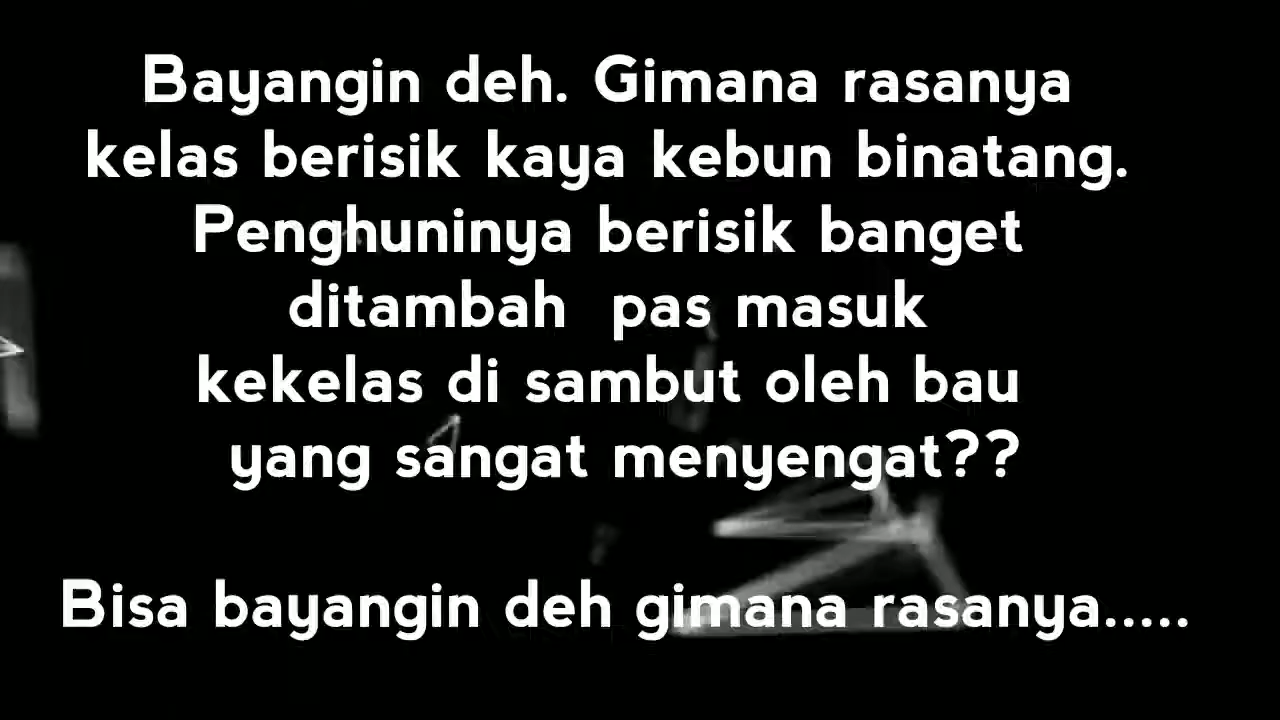 Bayangin deh. Gimana rasanya
kelas berisik kaya kebun binatang.
Penghuninya berisik banget
ditambah  pas masuk
kekelas di sambut oleh bau
yang sangat menyengat??
Bisa bayangin deh gimana rasanya.....